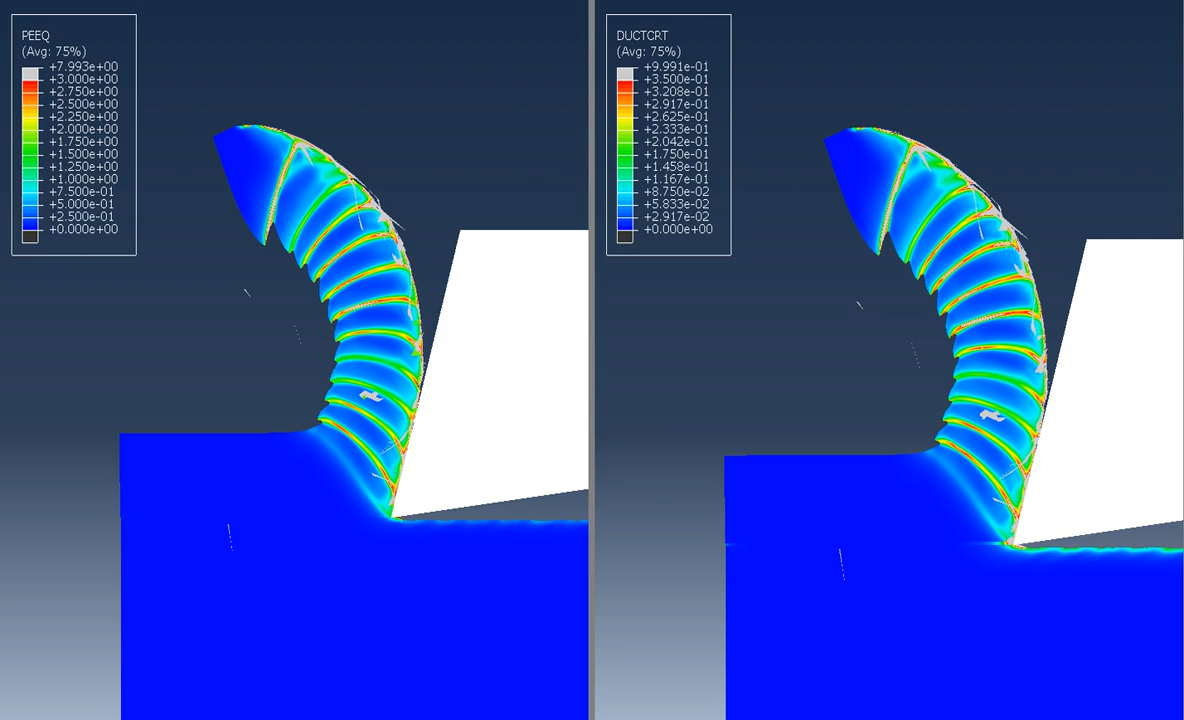 PEEQ
(Avg: 75%)
+7.993e+00
+3.000e+00
+2.750e+00
+2.500e+00
+2.250e+00
+2.000e+00
+1.750e+00
+1.500e+00
+1.250e+00
+1.000e+00
+7.500e-01
+5.000e-01
+2.500e-01
+0.000e+00
DUCTCRT
(Avg: 75%)
+9.991e-01
+3.500e-01
+3.208e-01
+2.917e-01
+2.625e-01
+2.333e-01
+2.042e-01
+1.750e-01
+1.458e-01
+1.167e-01
+8.750e-02
+5.833e-02
+2.917e-02
+0.000e+00